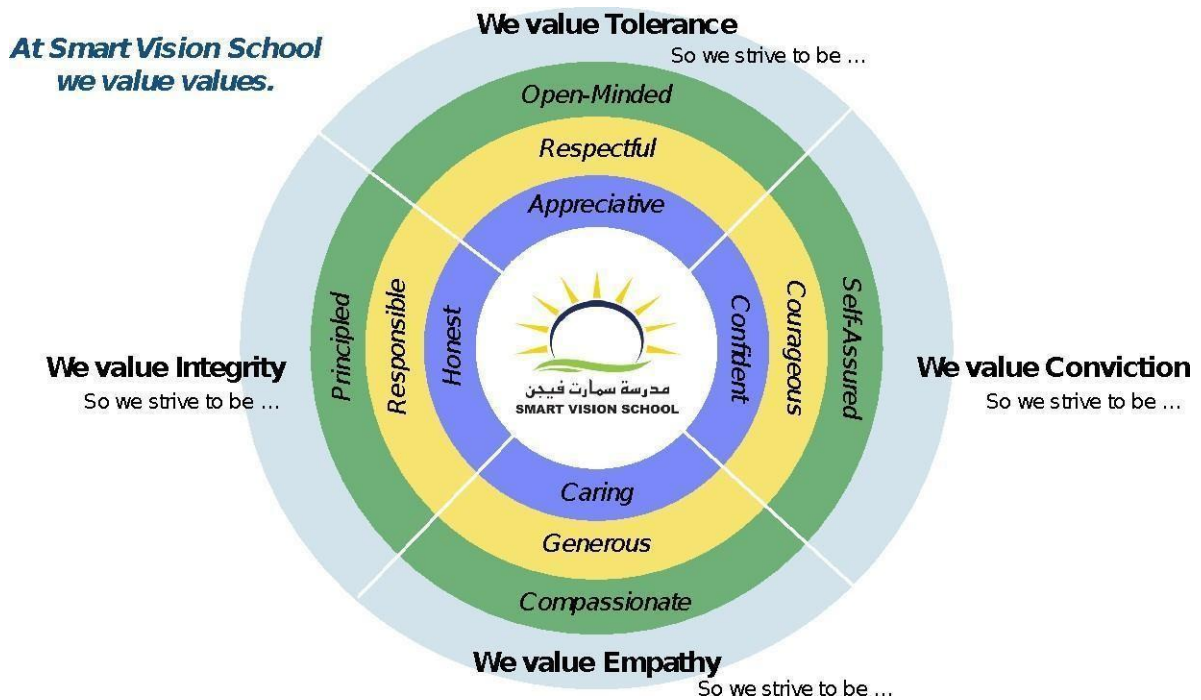 At Smart Vision School
we value values.
We value Tolerance
So we strive to be ...
Open-Minded
Respectful
Appreciative
We value Integrity
So we strive to be ...
Principled
Responsible
Honest
مدرسة سمارت فيجن
SMART VISION SCHOOL
Confident
Courageous
Self-Assured
We value Conviction
So we strive to be ...
Caring
Generous
Compassionate
We value Empathy
So we strive to be ...